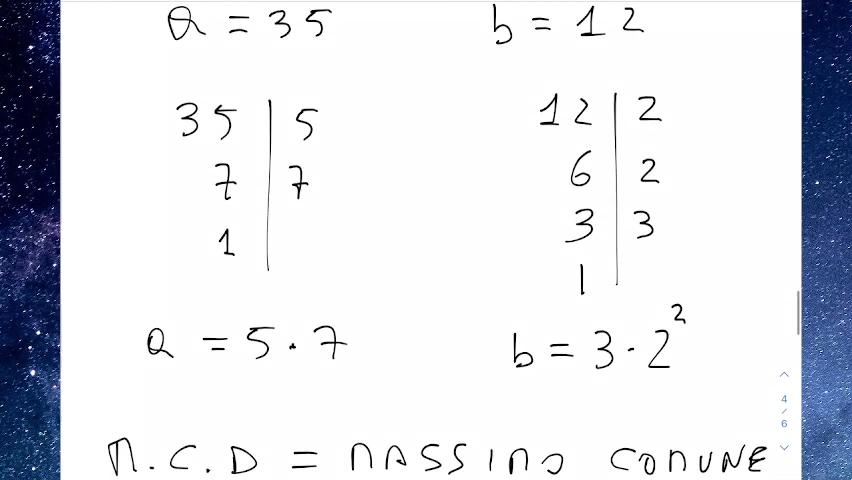 a = 35 b = 12
35 | 5 12 | 2
7 | 7 6 | 2
1 | 3 | 3
1 |
a = 5 · 7 b = 3 · 2²
4
/
6
M.C.D = MASSIMO COMUNE